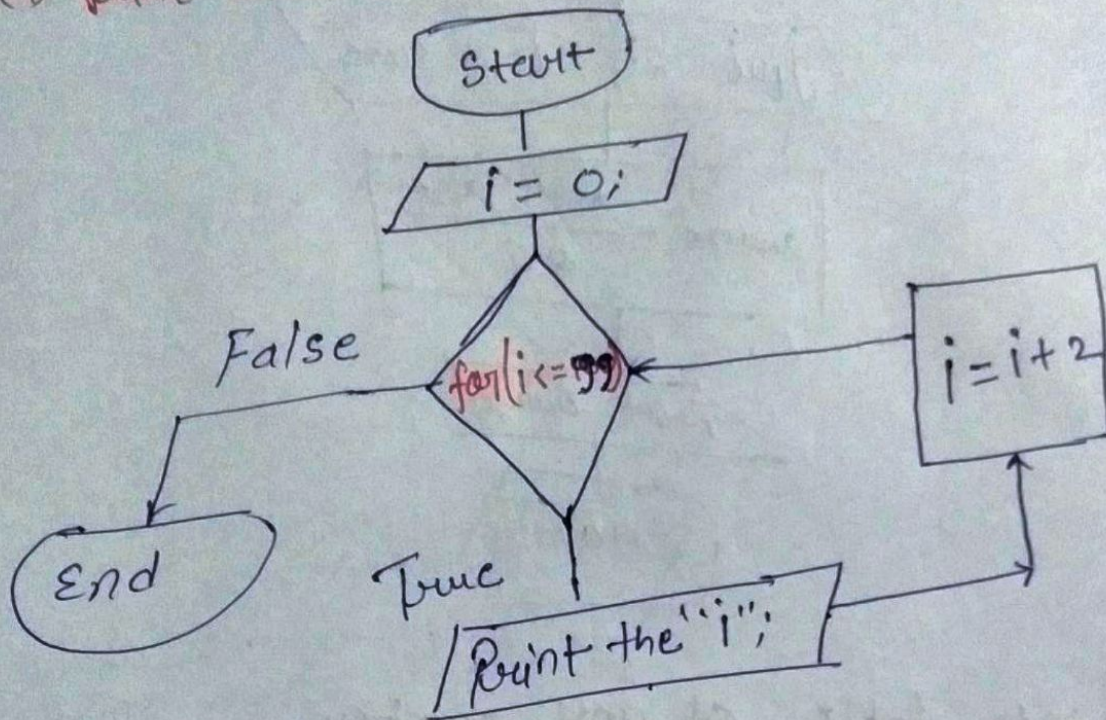 Start
i = 0;
for(i<=99)
False
i = i + 2
End
True
Print the "i";